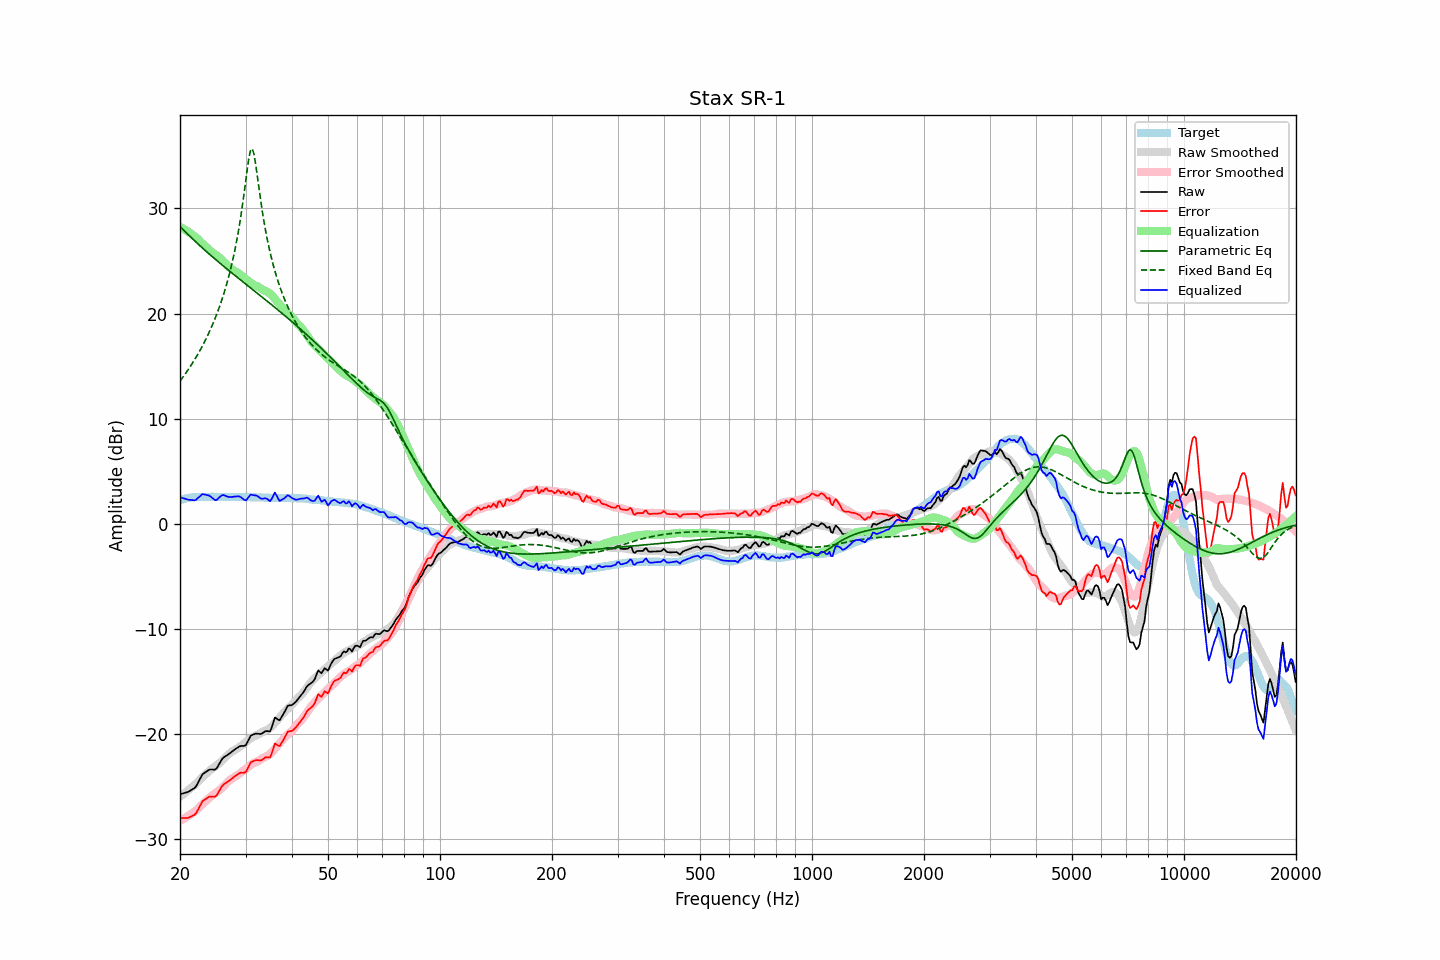 Stax SR-1
Target
Raw Smoothed
Error Smoothed
Raw
Error
Equalization
Parametric Eq
Fixed Band Eq
Equalized
Amplitude (dBr)
30
20
10
0
−10
−20
−30
20
50
100
200
500
1000
2000
5000
10000
20000
Frequency (Hz)